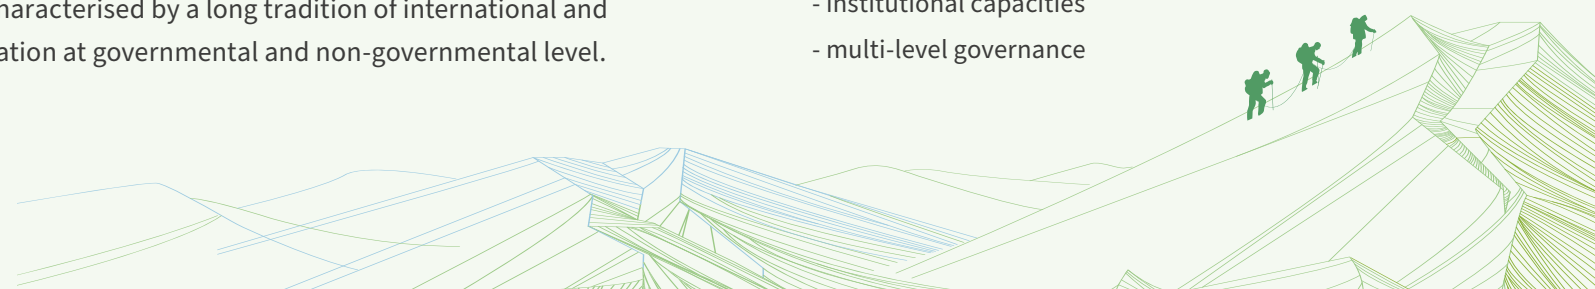 haracterised by a long tradition of international and
ation at governmental and non-governmental level.
- institutional capacities
- multi-level governance